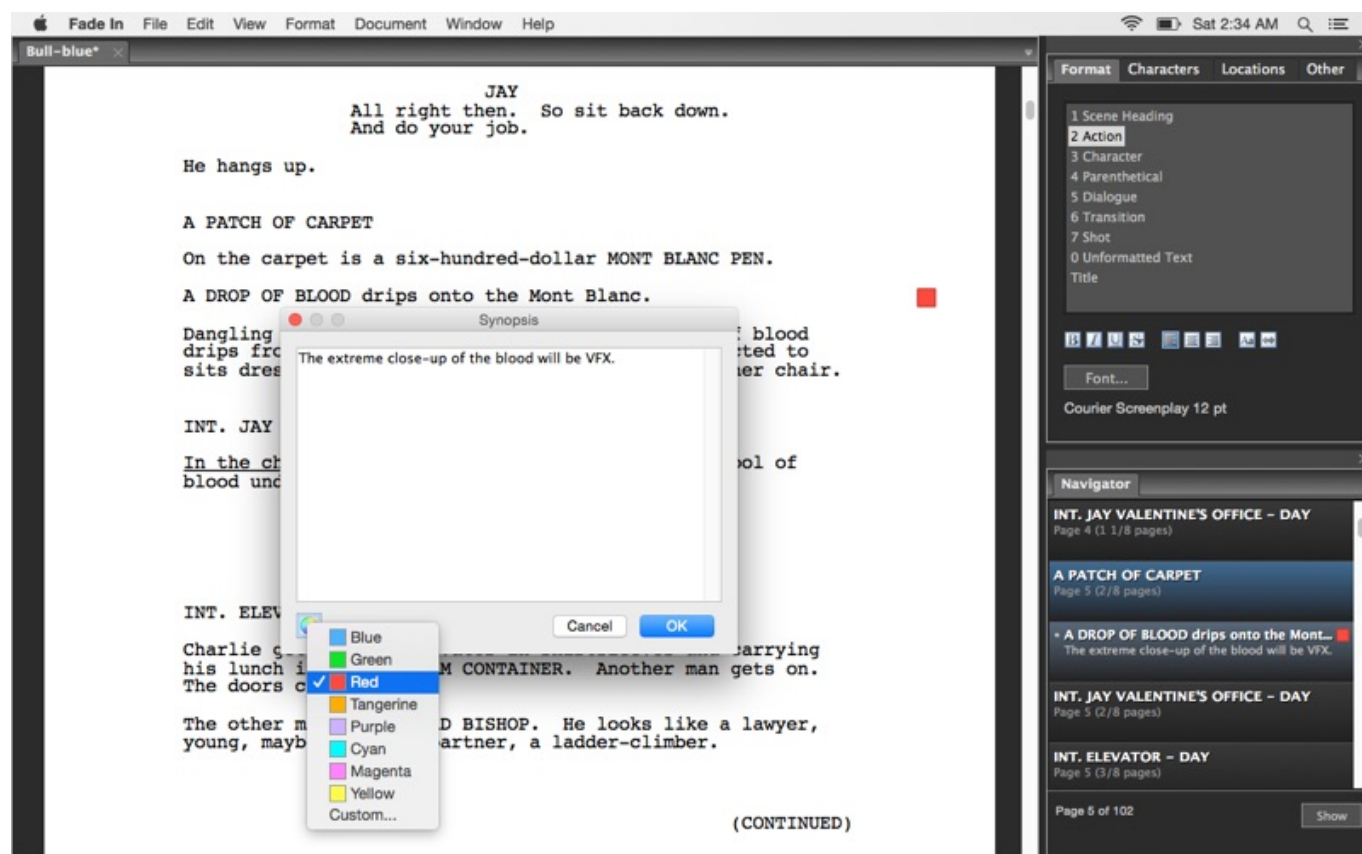 Fade In File Edit View Format Document Window Help Sat 2:34 AM
Bull-blue*
JAY
All right then. So sit back down.
And do your job.
He hangs up.
A PATCH OF CARPET
On the carpet is a six-hundred-dollar MONT BLANC PEN.
A DROP OF BLOOD drips onto the Mont Blanc.
Dangling blood
drips to
sits her chair.
INT. JAY
In the of
blood
Synopsis
The extreme close-up of the blood will be VFX.
Cancel OK
INT.
Charlie carrying
his lunch CONTAINER. Another man gets on.
The doors
The other BISHOP. He looks like a lawyer,
young, a ladder-climber.
(CONTINUED)
Blue
Green
Red
Tangerine
Purple
Cyan
Magenta
Yellow
Custom...
Format Characters Locations Other
1 Scene Heading
2 Action
3 Character
4 Parenthetical
5 Dialogue
6 Transition
7 Shot
0 Unformatted Text
Title
B I U S
Font...
Courier Screenplay 12 pt
Navigator
INT. JAY VALENTINE'S OFFICE - DAY
Page 4 (1 1/8 pages)
A PATCH OF CARPET
Page 5 (2/8 pages)
• A DROP OF BLOOD drips onto the Mont...
The extreme close-up of the blood will be VFX.
INT. JAY VALENTINE'S OFFICE - DAY
Page 5 (2/8 pages)
INT. ELEVATOR - DAY
Page 5 (3/8 pages)
Page 5 of 102
Show